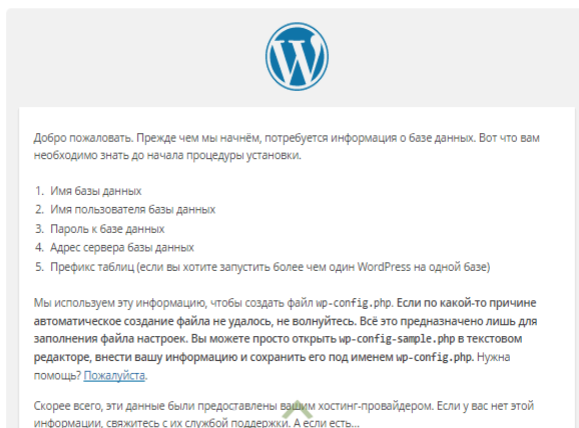 Добро пожаловать. Прежде чем мы начнём, потребуется информация о базе данных. Вот что вам
необходимо знать до начала процедуры установки.
1. Имя базы данных
2. Имя пользователя базы данных
3. Пароль к базе данных
4. Адрес сервера базы данных
5. Префикс таблиц (если вы хотите запустить более чем один WordPress на одной базе)
Мы используем эту информацию, чтобы создать файл wp-config.php. Если по какой-то причине
автоматическое создание файла не удалось, не волнуйтесь. Всё это предназначено лишь для
заполнения файла настроек. Вы можете просто открыть wp-config-sample.php в текстовом
редакторе, внести вашу информацию и сохранить его под именем wp-config.php. Нужна
помощь? Пожалуйста.
Скорее всего, эти данные были предоставлены вашим хостинг-провайдером. Если у вас нет этой
информации, свяжитесь с их службой поддержки. А если есть...